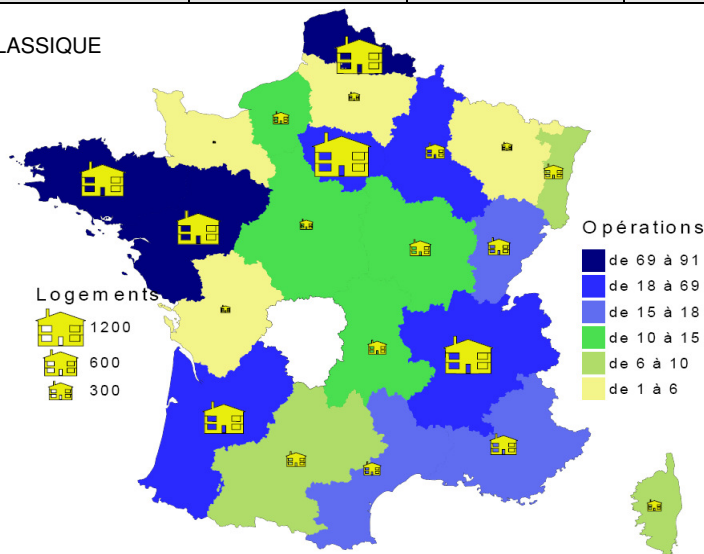 LASSIQUE
Opérations
de 69 à 91
de 18 à 69
de 15 à 18
de 10 à 15
de 6 à 10
de 1 à 6
Logements
1200
600
300